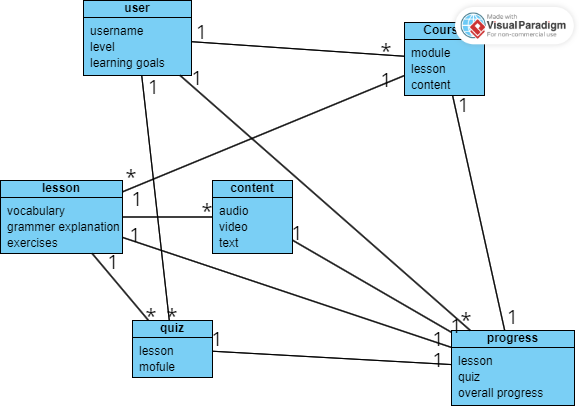 user
username
level
learning goals
Cours
module
lesson
content
Made with
Visual Paradigm
For non-commercial use
1
*
1
1
1
1
*
lesson
vocabulary
grammer explanation
exercises
1
*
1
1
content
audio
video
text
1
quiz
lesson
mofule
*
*
1
progress
lesson
quiz
overall progress
1
*
1
1
1